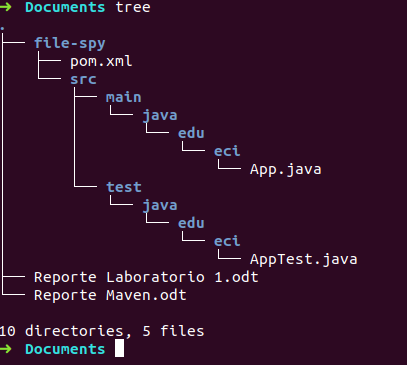 → Documents tree
.
├── file-spy
│   ├── pom.xml
│   └── src
│       ├── main
│       │   └── java
│       │       └── edu
│       │           └── eci
│       │               └── App.java
│       └── test
│           └── java
│               └── edu
│                   └── eci
│                       └── AppTest.java
├── Reporte Laboratorio 1.odt
└── Reporte Maven.odt
10 directories, 5 files
→ Documents